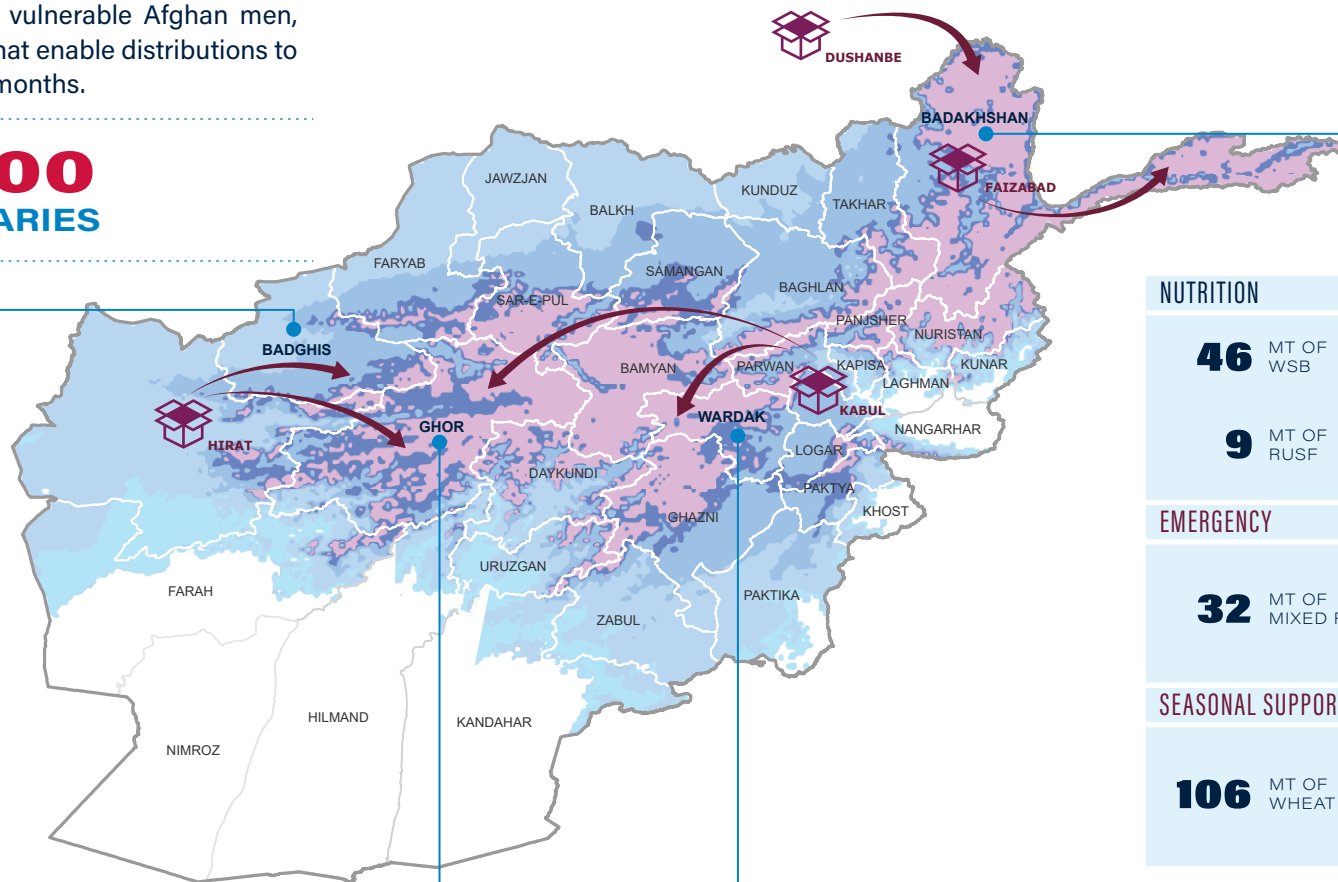 vulnerable Afghan men,
hat enable distributions to
months.
00
ARIES
DUSHANBE
BADAKHSHAN
FAIZABAD
JAWZJAN
BALKH
KUNDUZ
TAKHAR
FARYAB
SAMANGAN
SAR-E-PUL
BAGHLAN
PANJSHER
NURISTAN
BADGHIS
BAMYAN
PARWAN
KAPISA
KUNAR
LAGHMAN
KABUL
WARDAK
NANGARHAR
HIRAT
GHOR
LOGAR
DAYKUNDI
PAKTYA
GHAZNI
KHOST
URUZGAN
FARAH
PAKTIKA
ZABUL
HILMAND
KANDAHAR
NIMROZ
NUTRITION
46 MT OF
WSB
9 MT OF
RUSF
EMERGENCY
32 MT OF
MIXED
SEASONAL SUPPOR
106 MT OF
WHEAT